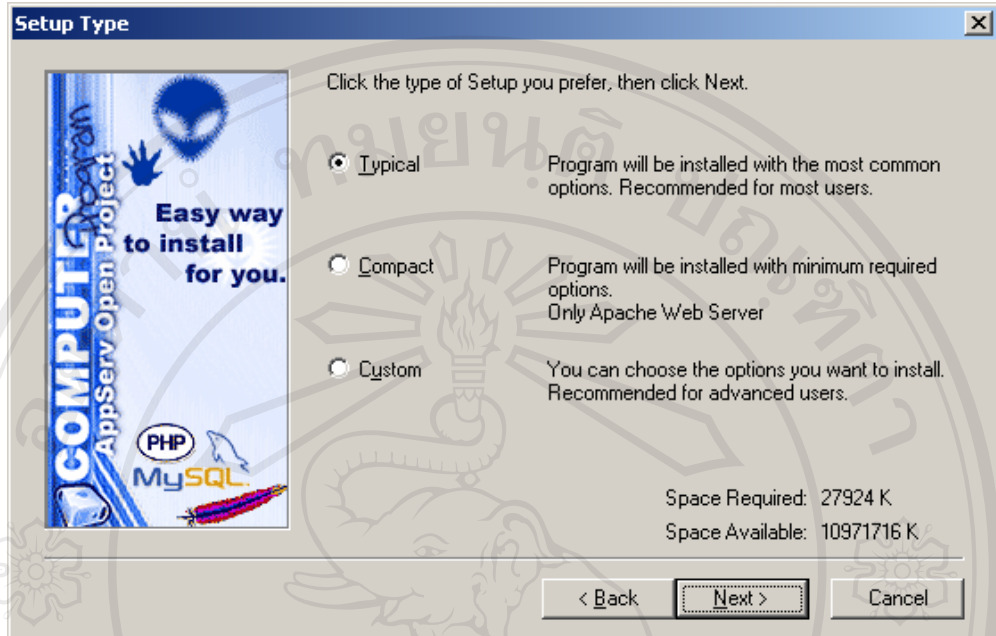 Setup Type
Click the type of Setup you prefer, then click Next.
Typical
Program will be installed with the most common
options. Recommended for most users.
Compact
Program will be installed with minimum required
options.
Only Apache Web Server
Custom
You can choose the options you want to install.
Recommended for advanced users.
Space Required: 27924 K
Space Available: 10971716 K
< Back
Next >
Cancel
COMPUTER
Program
AppServ Open Project
Easy way
to install
for you.
PHP
MySQL